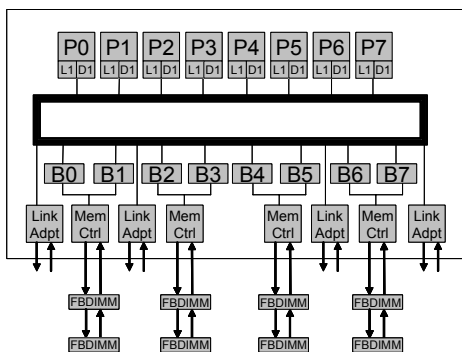 P0 P1 P2 P3 P4 P5 P6 P7
L1 D1 L1 D1 L1 D1 L1 D1 L1 D1 L1 D1 L1 D1 L1 D1
B0 B1 B2 B3 B4 B5 B6 B7
Link Mem Link Mem Mem Link Mem Link
Adpt Ctrl Adpt Ctrl Ctrl Adpt Ctrl Adpt
FBDIMM FBDIMM FBDIMM FBDIMM
FBDIMM FBDIMM FBDIMM FBDIMM